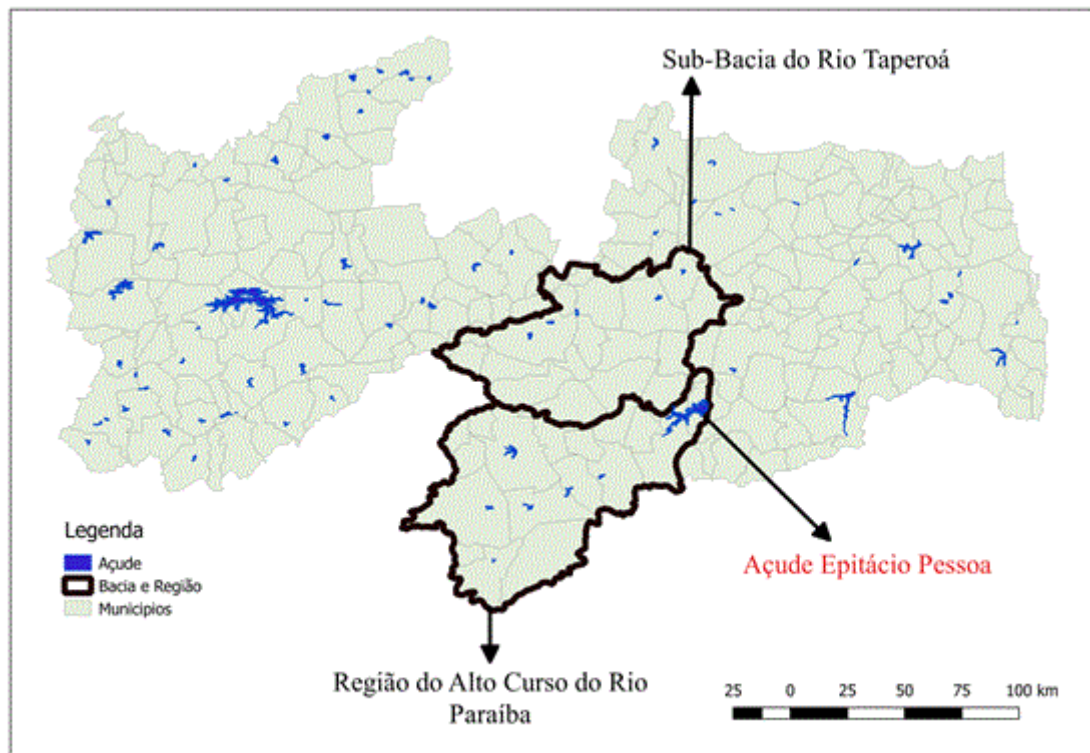 Sub-Bacia do Rio Taperoá
Açude Epitácio Pessoa
Legenda
Açude
Bacia e Região
Municipios
Região do Alto Curso do Rio
Paraíba
25 0 25 50 75 100 km